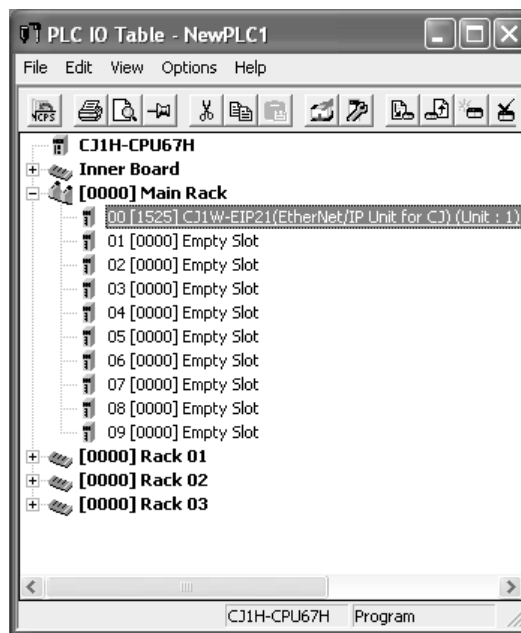 PLC IO Table - NewPLC1
File Edit View Options Help
NCPS
CJ1H-CPU67H
Inner Board
[0000] Main Rack
00 [1525] CJ1W-EIP21(EtherNet/IP Unit for CJ) (Unit : 1)
01 [0000] Empty Slot
02 [0000] Empty Slot
03 [0000] Empty Slot
04 [0000] Empty Slot
05 [0000] Empty Slot
06 [0000] Empty Slot
07 [0000] Empty Slot
08 [0000] Empty Slot
09 [0000] Empty Slot
[0000] Rack 01
[0000] Rack 02
[0000] Rack 03
CJ1H-CPU67H Program